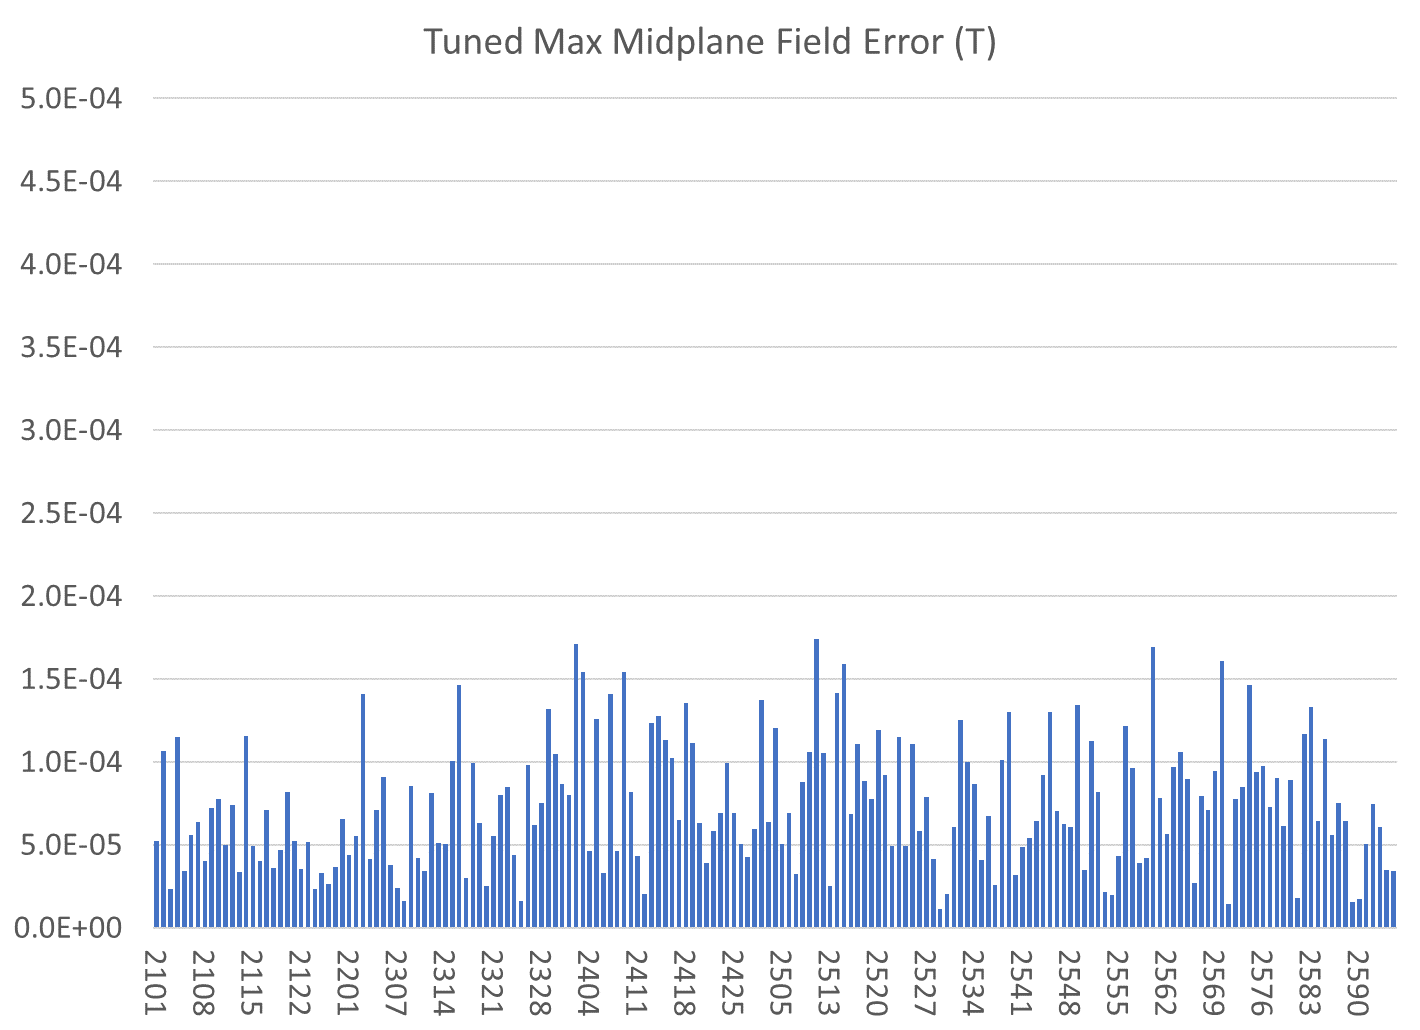 Tuned Max Midplane Field Error (T)
5.0E-04
4.5E-04
4.0E-04
3.5E-04
3.0E-04
2.5E-04
2.0E-04
1.5E-04
1.0E-04
5.0E-05
0.0E+00
2101
2108
2115
2122
2201
2307
2314
2321
2328
2404
2411
2418
2425
2505
2513
2520
2527
2534
2541
2548
2555
2562
2569
2576
2583
2590